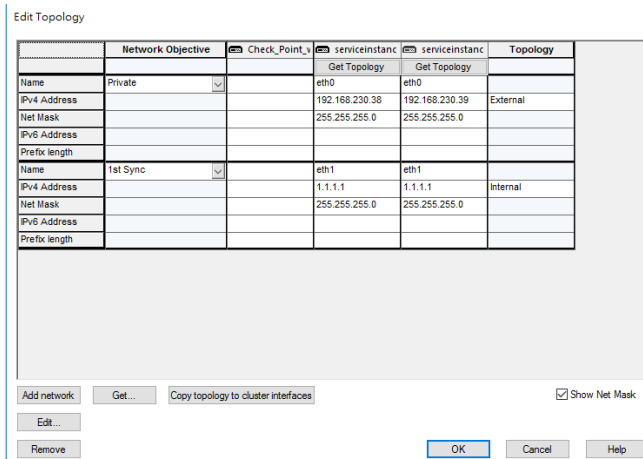 Edit Topology
Network Objective Check_Point_v serviceinstanc serviceinstanc Topology
Get Topology Get Topology
Name Private eth0 eth0
IPv4 Address 192.168.230.38 192.168.230.39 External
Net Mask 255.255.255.0 255.255.255.0
IPv6 Address
Prefix length
Name 1st Sync eth1 eth1
IPv4 Address 1.1.1.1 1.1.1.1 Internal
Net Mask 255.255.255.0 255.255.255.0
IPv6 Address
Prefix length
Add network Get... Copy topology to cluster interfaces Show Net Mask
Edit...
Remove OK Cancel Help